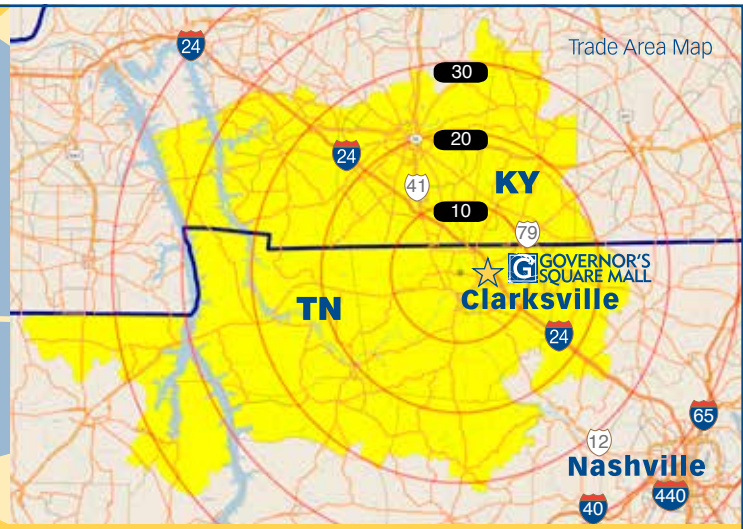 24
Trade Area Map
30
20
24
41
KY
10
79
G
GOVERNOR'S
SQUARE MALL
Clarksville
TN
24
65
12
Nashville
440
40